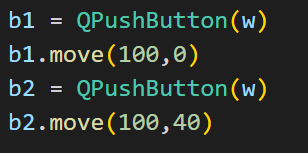 b1 = QPushButton(w)
b1.move(100,0)
b2 = QPushButton(w)
b2.move(100,40)